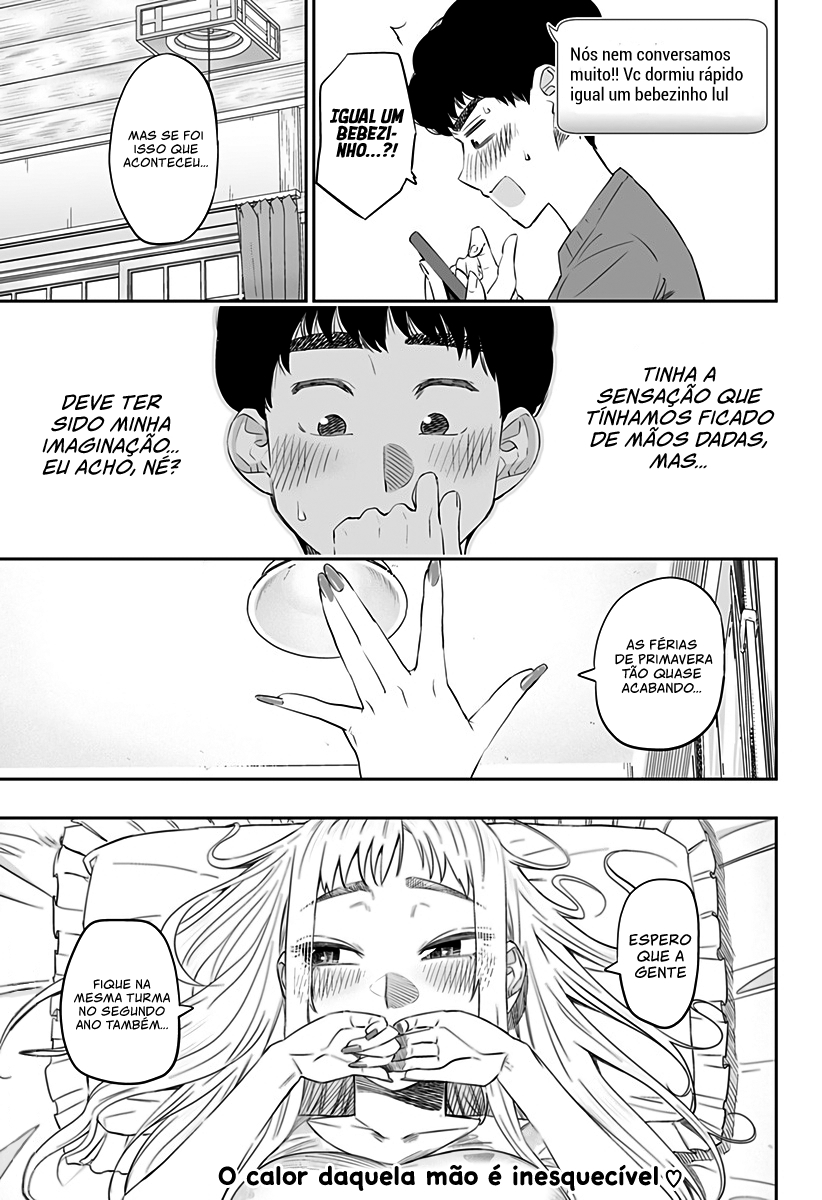 Nós nem conversamos
muito!! Vc dormiu rápido
igual um bebezinho lul
IGUAL UM
BEBEZI-
NHO...?!
MAS SE FOI
ISSO QUE
ACONTECEU...
TINHA A
SENSAÇÃO QUE
TÍNHAMOS FICADO
DE MÃOS DADAS,
MAS...
DEVE TER
SIDO MINHA
IMAGINAÇÃO...
EU ACHO, NÉ?
AS FÉRIAS
DE PRIMAVERA
TÃO QUASE
ACABANDO...
ESPERO
QUE A
GENTE
FIQUE NA
MESMA TURMA
NO SEGUNDO
ANO TAMBÉM...
O calor daquela mão é inesquecível ♡